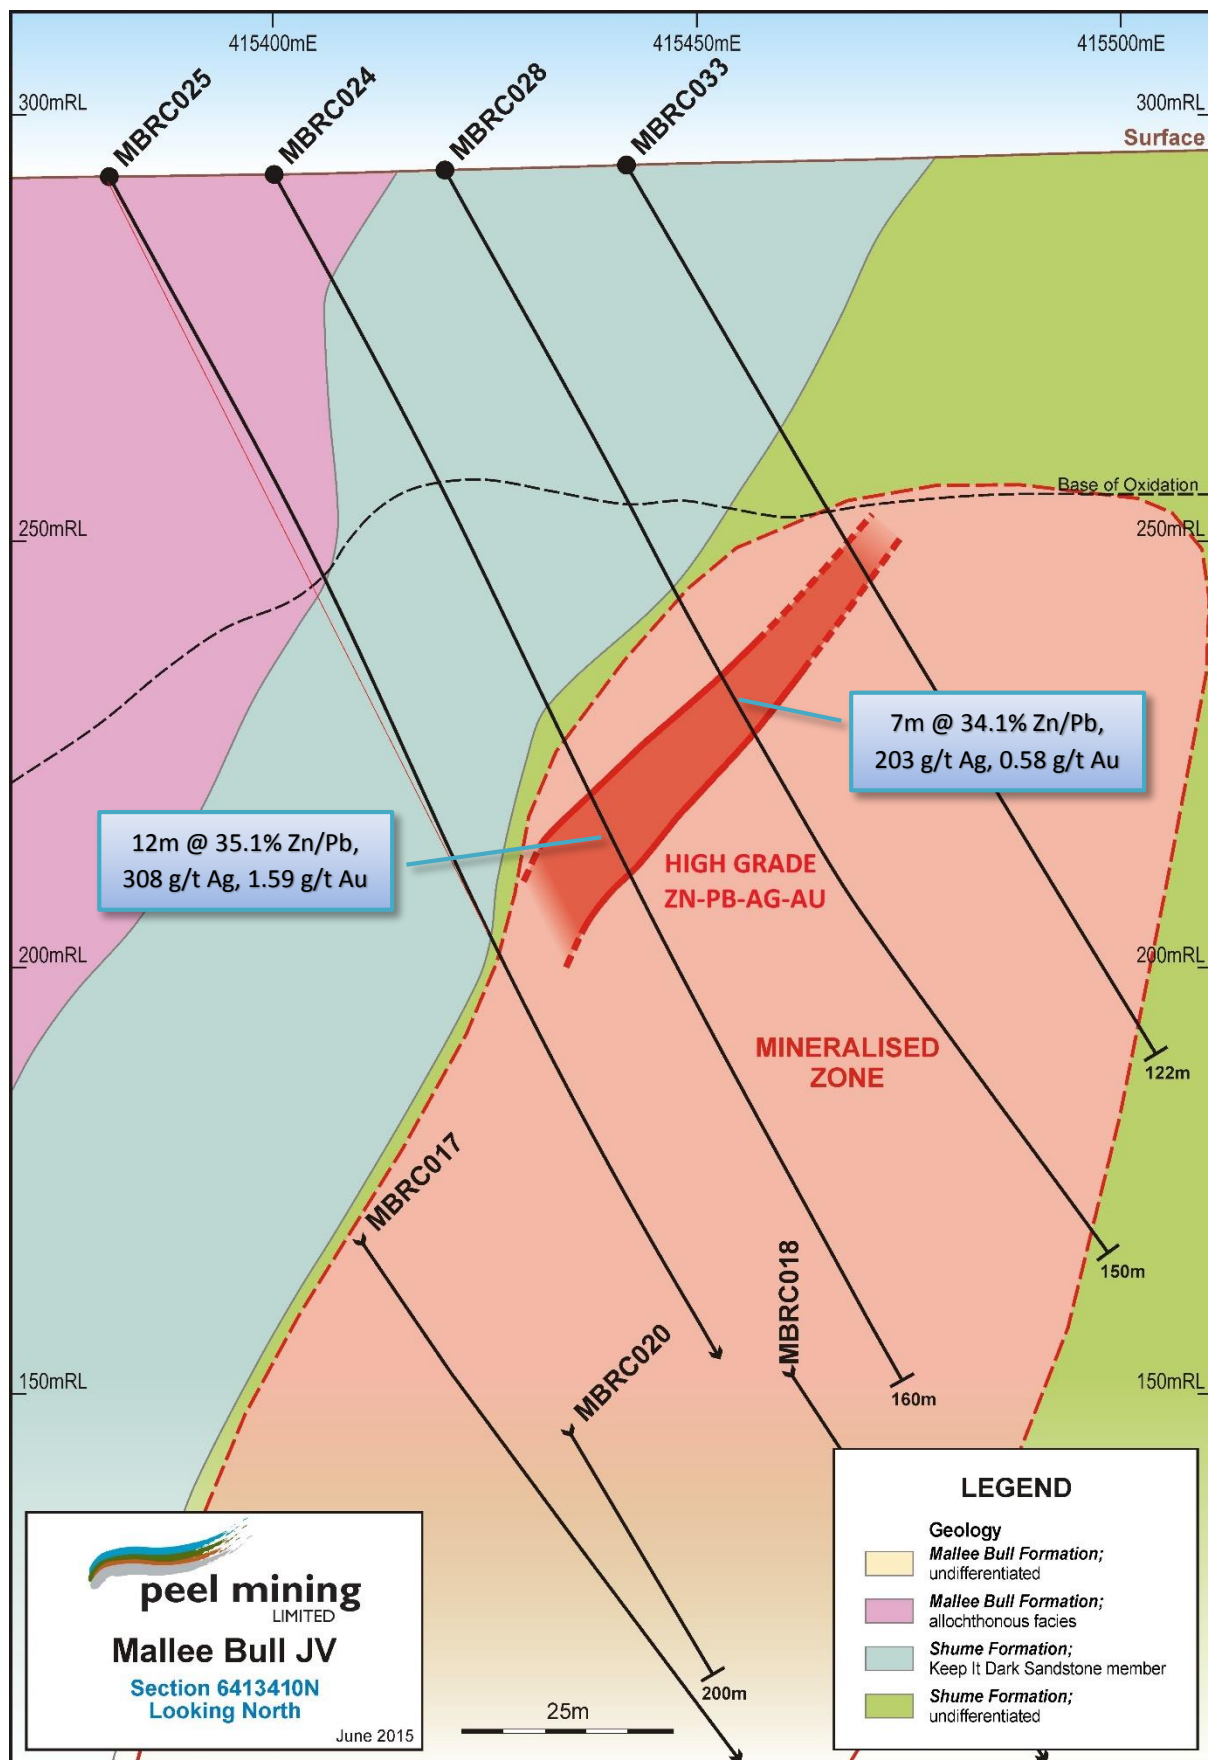 415400mE
415450mE
415500mE
MBRC025
MBRC024
MBRC028
MBRC033
300mRL
300mRL
Surface
Base of Oxidation
250mRL
250mRL
7m @ 34.1% Zn/Pb,
203 g/t Ag, 0.58 g/t Au
12m @ 35.1% Zn/Pb,
308 g/t Ag, 1.59 g/t Au
HIGH GRADE
ZN-PB-AG-AU
200mRL
200mRL
MINERALISED
ZONE
122m
MBRC017
150m
MBRC018
MBRC020
150mRL
150mRL
160m
LEGEND
Geology
Mallee Bull Formation;
undifferentiated
Mallee Bull Formation;
allochthonous facies
Shume Formation;
Keep It Dark Sandstone member
Shume Formation;
undifferentiated
peel mining
LIMITED
Mallee Bull JV
Section 6413410N
Looking North
June 2015
200m
25m